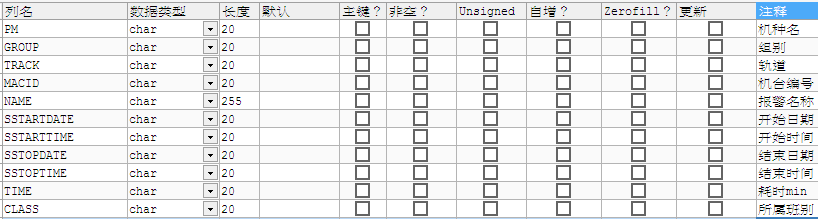 列名 数据类型 长度 默认 主键？ 非空？ Unsigned 自增？ Zerofill？ 更新 注释
PM char 20 机种名
GROUP char 20 组别
TRACK char 20 轨道
MACID char 20 机台编号
NAME char 255 报警名称
SSTARTDATE char 20 开始日期
SSTARTTIME char 20 开始时间
SSTOPDATE char 20 结束日期
SSTOPTIME char 20 结束时间
TIME char 20 耗时min
CLASS char 20 所属班别